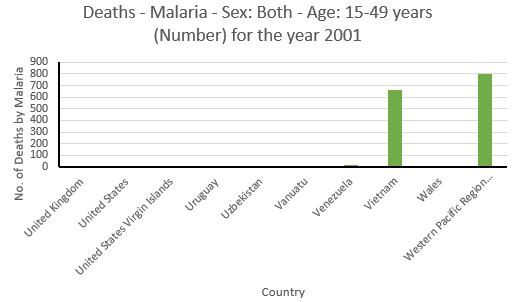 Deaths - Malaria - Sex: Both - Age: 15-49 years
(Number) for the year 2001
No. of Deaths by Malaria
900
800
700
600
500
400
300
200
100
0
United Kingdom
United States
United States Virgin Islands
Uruguay
Uzbekistan
Vanuatu
Venezuela
Vietnam
Wales
Western Pacific Region...
Country